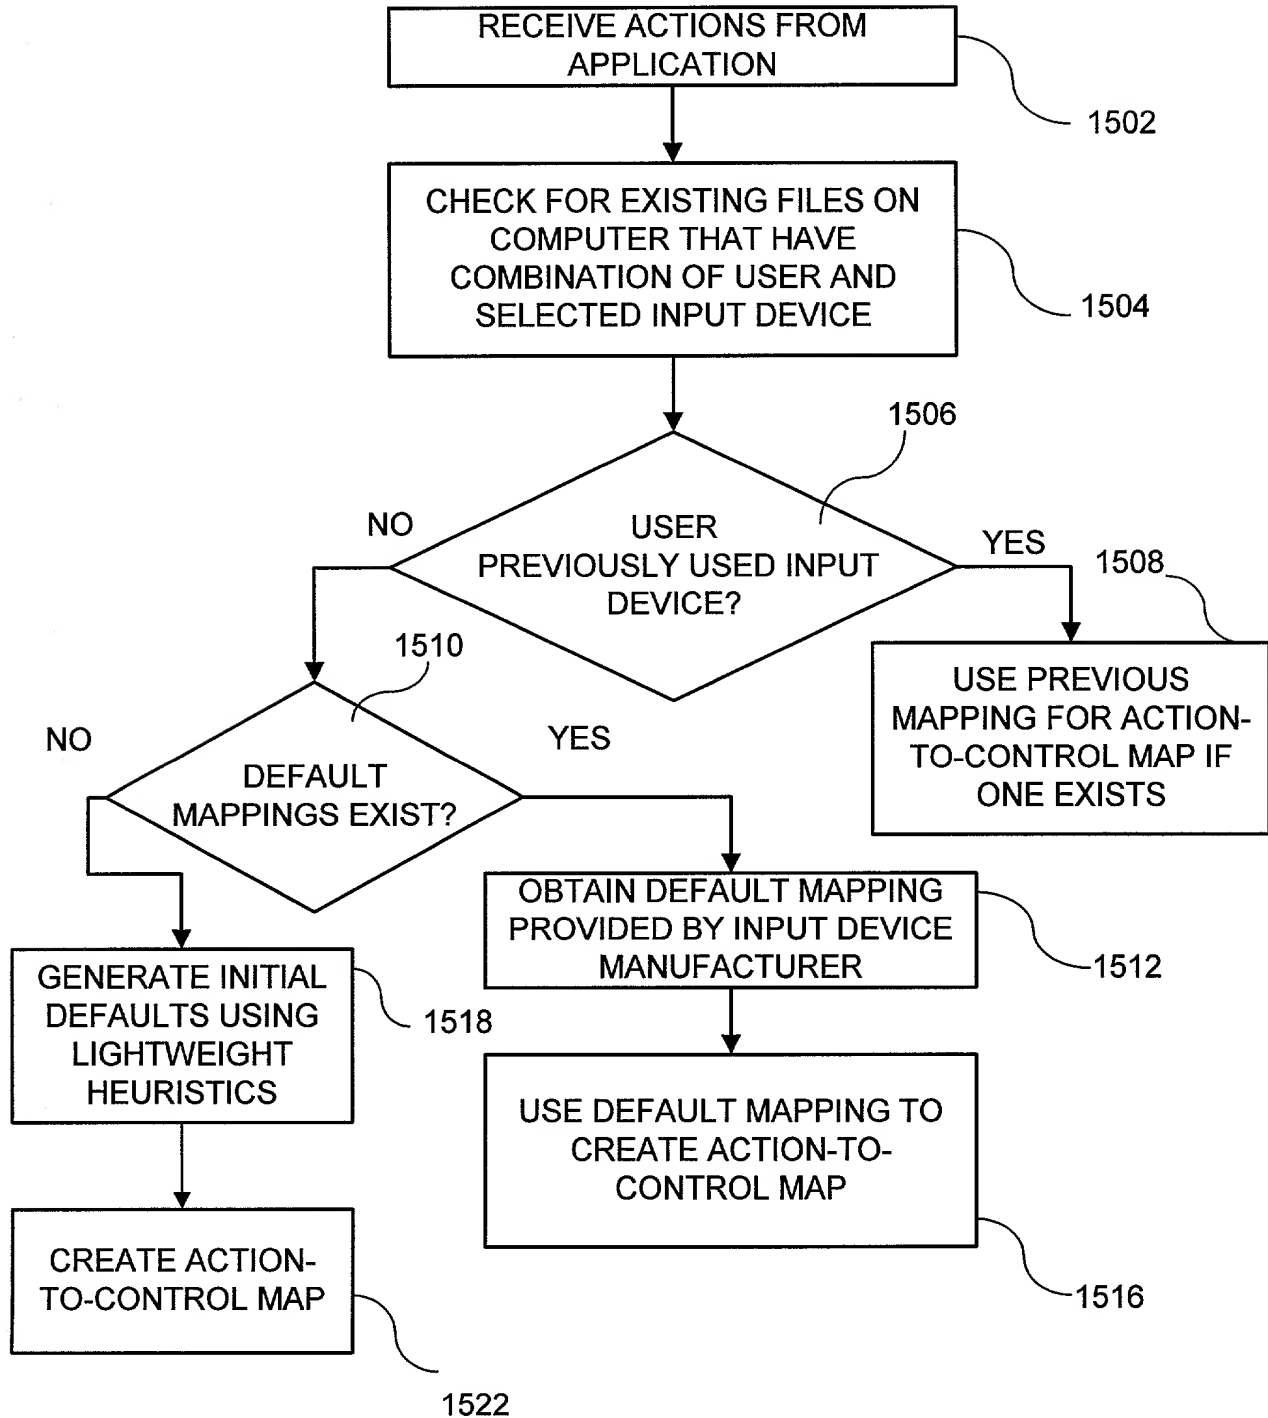 RECEIVE ACTIONS FROM
APPLICATION
1502
CHECK FOR EXISTING FILES ON
COMPUTER THAT HAVE
COMBINATION OF USER AND
SELECTED INPUT DEVICE
1504
1506
NO
USER
PREVIOUSLY USED INPUT
DEVICE?
YES
1508
USE PREVIOUS
MAPPING FOR ACTION-
TO-CONTROL MAP IF
ONE EXISTS
1510
NO
DEFAULT
MAPPINGS EXIST?
YES
OBTAIN DEFAULT MAPPING
PROVIDED BY INPUT DEVICE
MANUFACTURER
1512
GENERATE INITIAL
DEFAULTS USING
LIGHTWEIGHT
HEURISTICS
1518
USE DEFAULT MAPPING TO
CREATE ACTION-TO-
CONTROL MAP
1516
CREATE ACTION-
TO-CONTROL MAP
1522